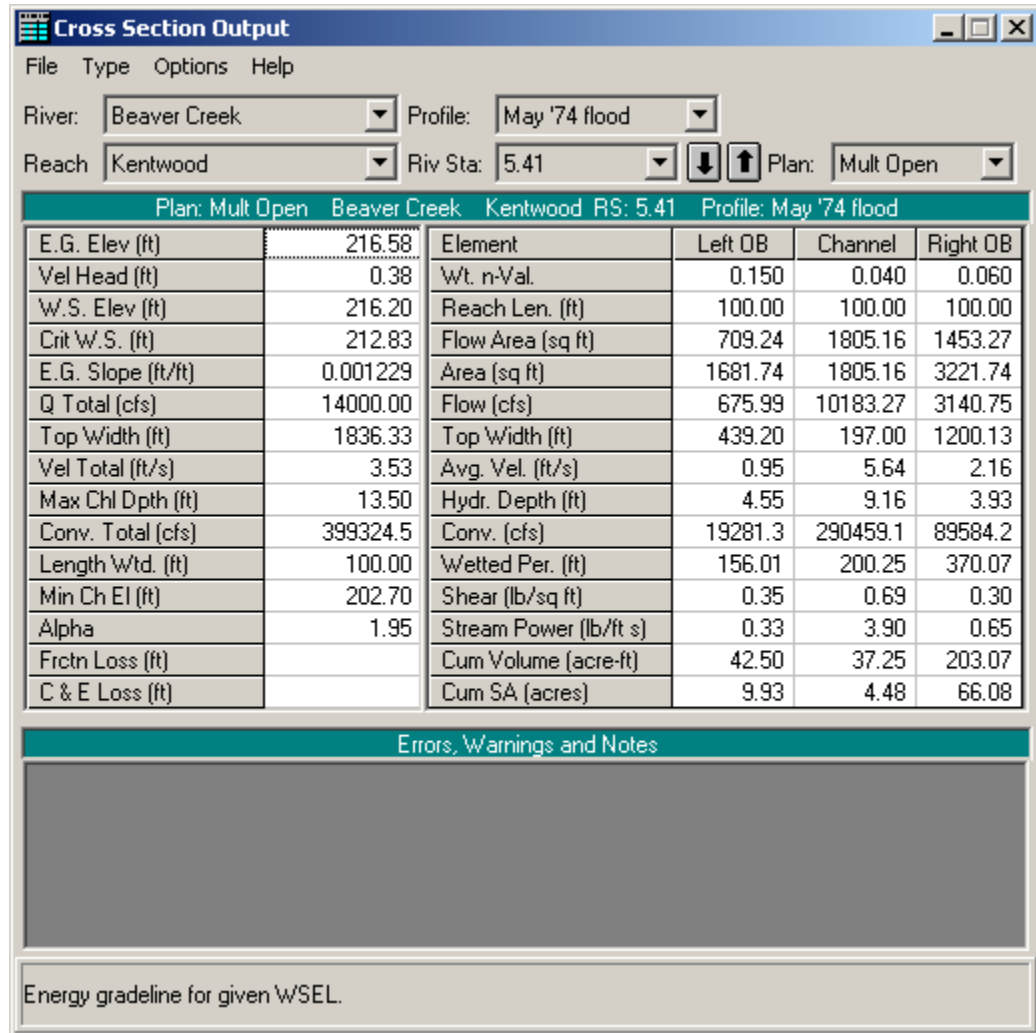 Cross Section Output
File Type Options Help
River: Beaver Creek Profile: May '74 flood
Reach Kentwood Riv Sta: 5.41 Plan: Mult Open
Plan: Mult Open Beaver Creek Kentwood RS: 5.41 Profile: May '74 flood
E.G. Elev (ft) 216.58 Element Left OB Channel Right OB
Vel Head (ft) 0.38 Wt. n-Val. 0.150 0.040 0.060
W.S. Elev (ft) 216.20 Reach Len. (ft) 100.00 100.00 100.00
Crit W.S. (ft) 212.83 Flow Area (sq ft) 709.24 1805.16 1453.27
E.G. Slope (ft/ft) 0.001229 Area (sq ft) 1681.74 1805.16 3221.74
Q Total (cfs) 14000.00 Flow (cfs) 675.99 10183.27 3140.75
Top Width (ft) 1836.33 Top Width (ft) 439.20 197.00 1200.13
Vel Total (ft/s) 3.53 Avg. Vel. (ft/s) 0.95 5.64 2.16
Max Chl Dpth (ft) 13.50 Hydr. Depth (ft) 4.55 9.16 3.93
Conv. Total (cfs) 399324.5 Conv. (cfs) 19281.3 290459.1 89584.2
Length Wtd. (ft) 100.00 Wetted Per. (ft) 156.01 200.25 370.07
Min Ch El (ft) 202.70 Shear (lb/sq ft) 0.35 0.69 0.30
Alpha 1.95 Stream Power (lb/ft s) 0.33 3.90 0.65
Frctn Loss (ft) Cum Volume (acre-ft) 42.50 37.25 203.07
C & E Loss (ft) Cum SA (acres) 9.93 4.48 66.08
Errors, Warnings and Notes
Energy gradeline for given WSEL.